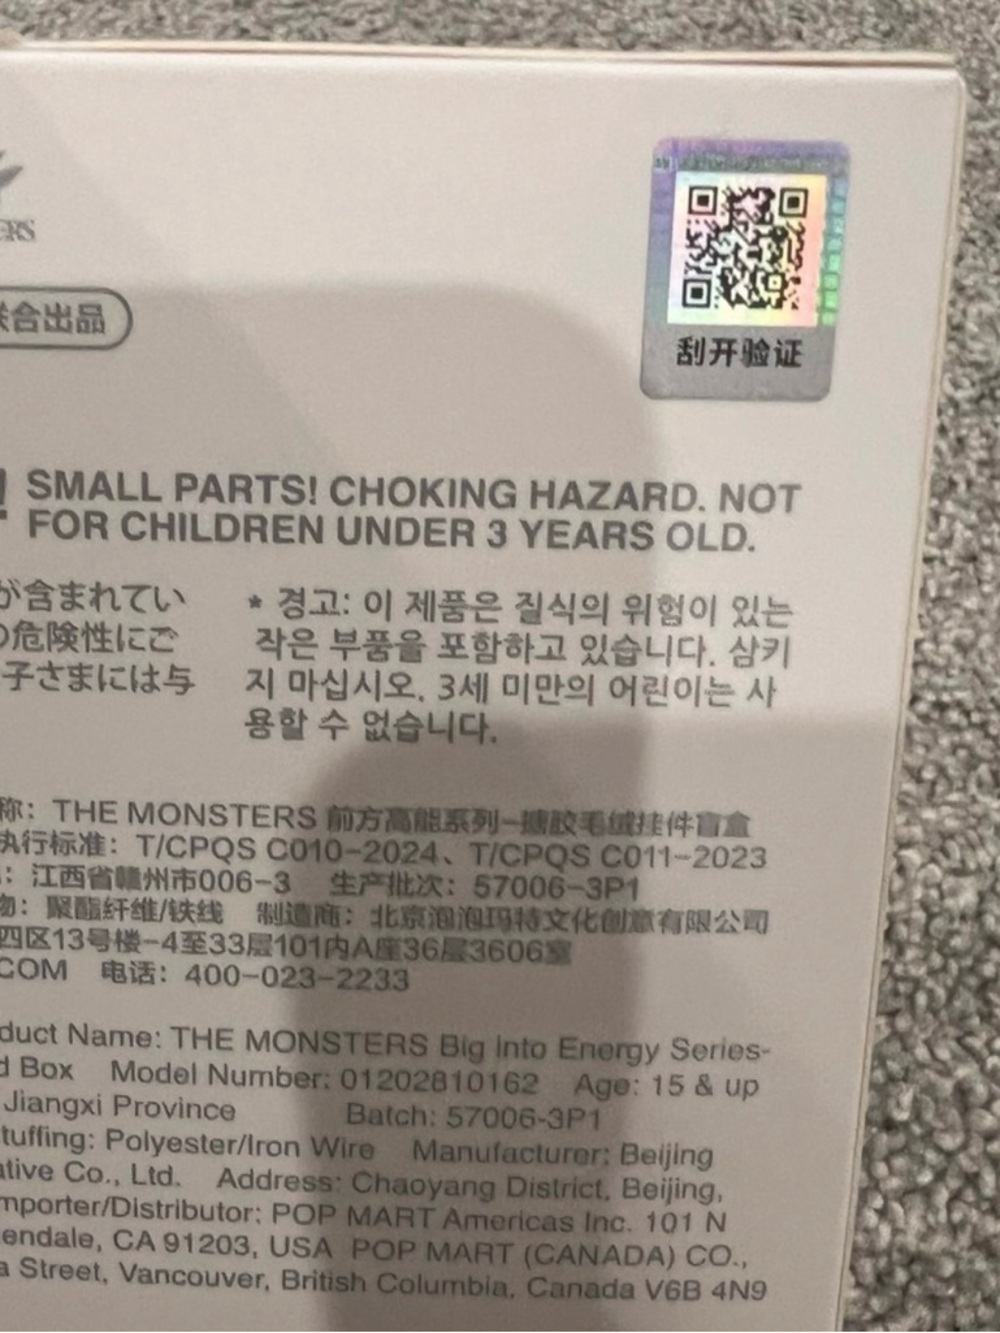 ERS
刮开验证
联合出品
! SMALL PARTS! CHOKING HAZARD. NOT
FOR CHILDREN UNDER 3 YEARS OLD.
が含まれてい
の危険性にご
子さまには与
* 경고: 이 제품은 질식의 위험이 있는
작은 부품을 포함하고 있습니다. 삼키
지 마십시오. 3세 미만의 어린이는 사
용할 수 없습니다.
称: THE MONSTERS 前方高能系列-搪胶毛绒挂件盲盒
执行标准: T/CPQS C010-2024、T/CPQS C011-2023
: 江西省赣州市006-3 生产批次: 57006-3P1
物: 聚酯纤维/铁线 制造商: 北京泡泡玛特文化创意有限公司
四区13号楼-4至33层101内A座36层3606室
COM 电话: 400-023-2233
duct Name: THE MONSTERS Big into Energy Series-
d Box Model Number: 01202810162 Age: 15 & up
Jiangxi Province Batch: 57006-3P1
tuffing: Polyester/Iron Wire Manufacturer: Beijing
ative Co., Ltd. Address: Chaoyang District, Beijing,
mporter/Distributor: POP MART Americas Inc. 101 N
endale, CA 91203, USA POP MART (CANADA) CO.,
a Street, Vancouver, British Columbia, Canada V6B 4N9